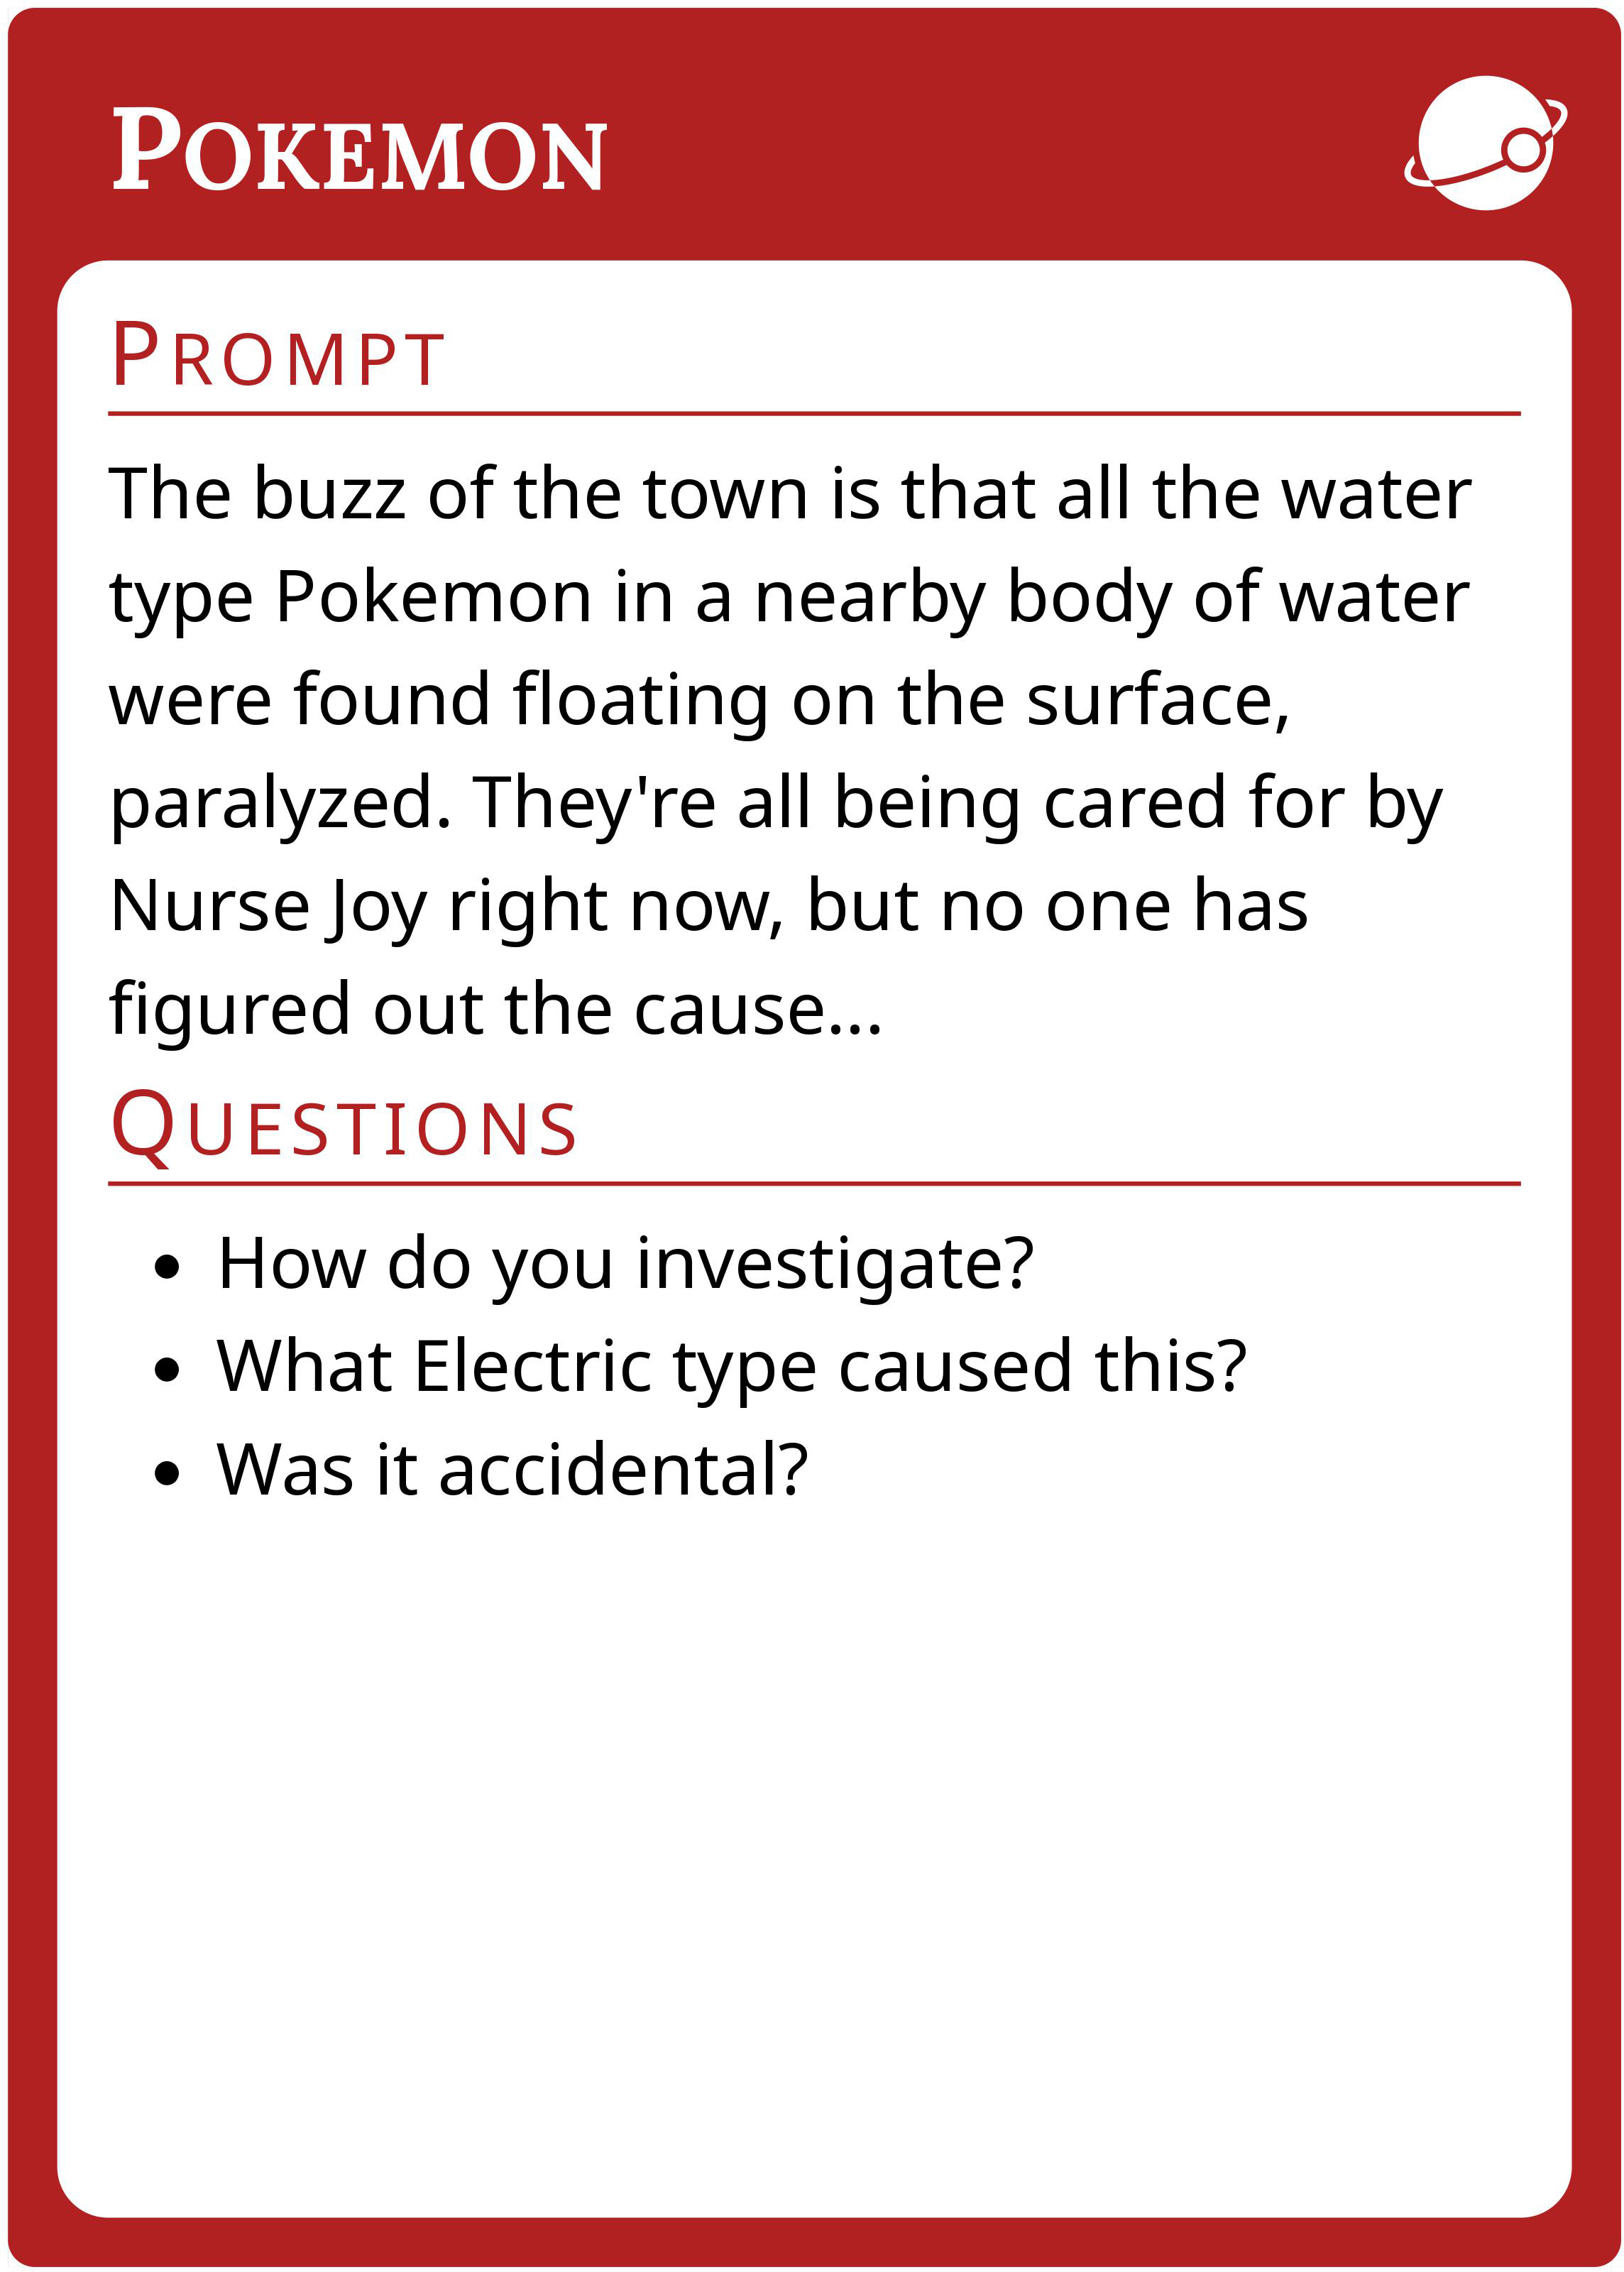 Pokemon
Prompt
The buzz of the town is that all the water
type Pokemon in a nearby body of water
were found floating on the surface,
paralyzed. They're all being cared for by
Nurse Joy right now, but no one has
figured out the cause...
Questions
• How do you investigate?
• What Electric type caused this?
• Was it accidental?